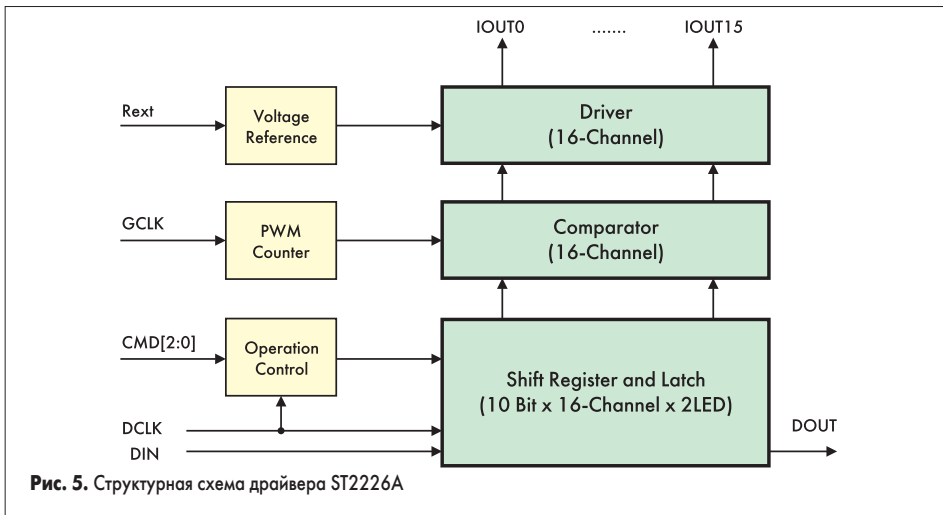 IOUT0 ....... IOUT15
Rext
Voltage
Reference
Driver
(16-Channel)
GCLK
PWM
Counter
Comparator
(16-Channel)
CMD[2:0]
Operation
Control
Shift Register and Latch
(10 Bit x 16-Channel x 2LED)
DCLK
DIN
DOUT
Рис. 5. Структурная схема драйвера ST2226A